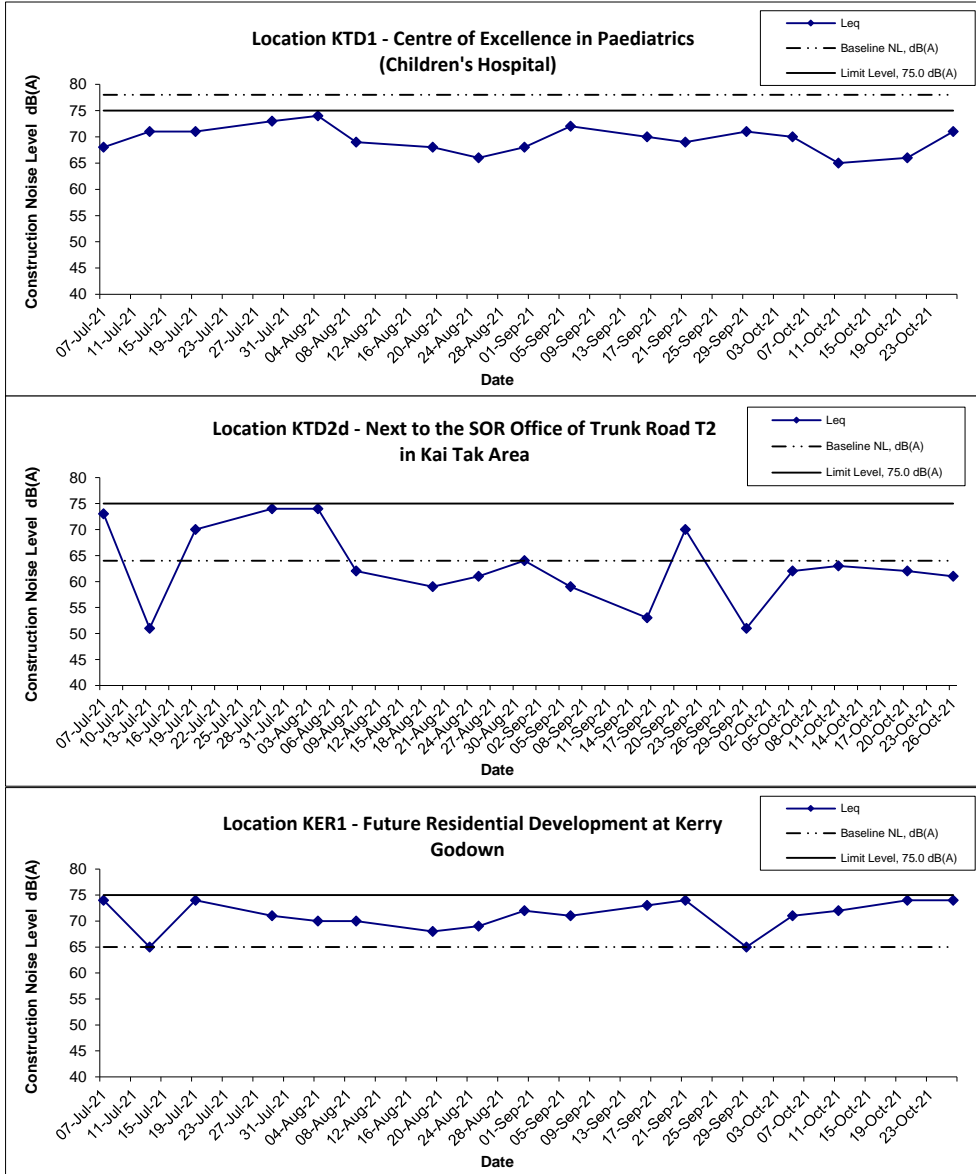 Location KTD1 - Centre of Excellence in Paediatrics
(Children's Hospital)
Leq
Baseline NL, dB(A)
Limit Level, 75.0 dB(A)
Construction Noise Level dB(A)
80
75
70
65
60
55
50
45
40
07-Jul-21
11-Jul-21
15-Jul-21
19-Jul-21
23-Jul-21
27-Jul-21
31-Jul-21
04-Aug-21
08-Aug-21
12-Aug-21
16-Aug-21
20-Aug-21
24-Aug-21
28-Aug-21
01-Sep-21
05-Sep-21
09-Sep-21
13-Sep-21
17-Sep-21
21-Sep-21
25-Sep-21
29-Sep-21
03-Oct-21
07-Oct-21
11-Oct-21
15-Oct-21
19-Oct-21
23-Oct-21
Date
Location KTD2d - Next to the SOR Office of Trunk Road T2
in Kai Tak Area
Leq
Baseline NL, dB(A)
Limit Level, 75.0 dB(A)
Construction Noise Level dB(A)
80
75
70
65
60
55
50
45
40
07-Jul-21
10-Jul-21
13-Jul-21
16-Jul-21
19-Jul-21
22-Jul-21
25-Jul-21
28-Jul-21
31-Jul-21
03-Aug-21
06-Aug-21
09-Aug-21
12-Aug-21
15-Aug-21
18-Aug-21
21-Aug-21
24-Aug-21
27-Aug-21
30-Aug-21
02-Sep-21
05-Sep-21
08-Sep-21
11-Sep-21
14-Sep-21
17-Sep-21
20-Sep-21
23-Sep-21
26-Sep-21
29-Sep-21
02-Oct-21
05-Oct-21
08-Oct-21
11-Oct-21
14-Oct-21
17-Oct-21
20-Oct-21
23-Oct-21
26-Oct-21
Date
Location KER1 - Future Residential Development at Kerry
Godown
Leq
Baseline NL, dB(A)
Limit Level, 75.0 dB(A)
Construction Noise Level dB(A)
80
75
70
65
60
55
50
45
40
07-Jul-21
11-Jul-21
15-Jul-21
19-Jul-21
23-Jul-21
27-Jul-21
31-Jul-21
04-Aug-21
08-Aug-21
12-Aug-21
16-Aug-21
20-Aug-21
24-Aug-21
28-Aug-21
01-Sep-21
05-Sep-21
09-Sep-21
13-Sep-21
17-Sep-21
21-Sep-21
25-Sep-21
29-Sep-21
03-Oct-21
07-Oct-21
11-Oct-21
15-Oct-21
19-Oct-21
23-Oct-21
Date